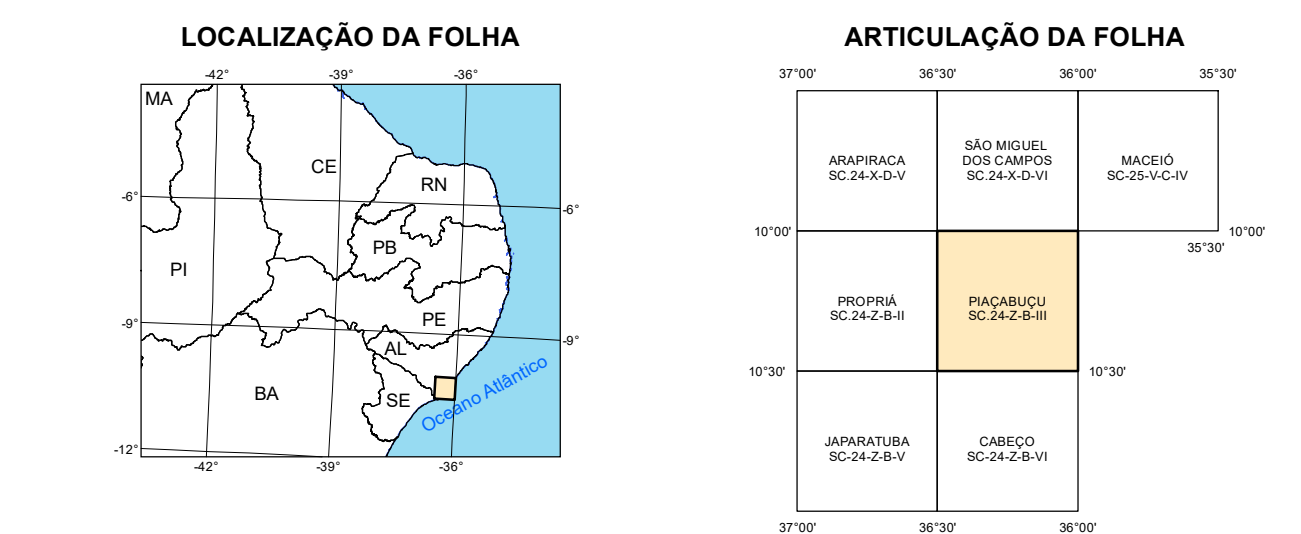 LOCALIZAÇÃO DA FOLHA
-42°
-39°
-36°
MA
CE
RN
-6°
-6°
PB
PI
PE
-9°
-9°
AL
BA
SE
Oceano Atlântico
-12°
-42°
-39°
-36°
ARTICULAÇÃO DA FOLHA
37°00'
36°30'
36°00'
35°30'
ARAPIRACA
SC.24-X-D-V
SÃO MIGUEL
DOS CAMPOS
SC.24-X-D-VI
MACEIÓ
SC-25-V-C-IV
10°00'
10°00'
35°30'
PROPRIÁ
SC.24-Z-B-II
PIAÇABUÇU
SC.24-Z-B-III
10°30'
10°30'
JAPARATUBA
SC-24-Z-B-V
CABEÇO
SC-24-Z-B-VI
37°00'
36°30'
36°00'